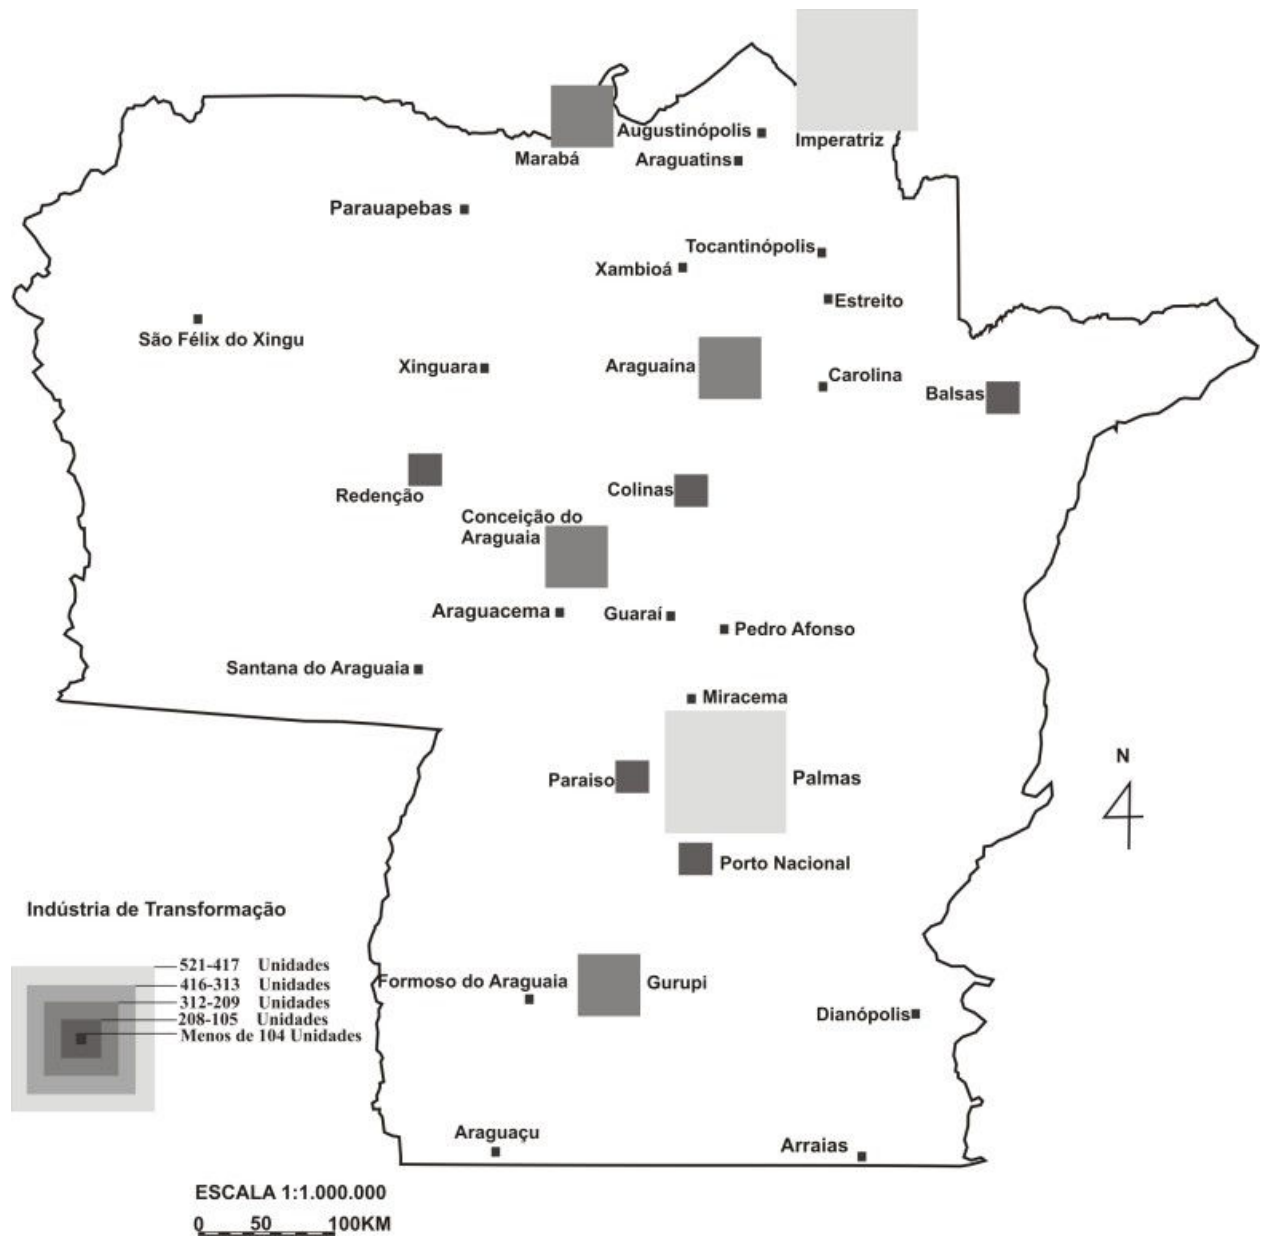 Augustinópolis
Imperatriz
Marabá
Araguatins
Parauapebas
Tocantinópolis
Xambioá
Estreito
São Félix do Xingu
Xinguara
Araguaína
Carolina
Balsas
Redenção
Colinas
Conceição do
Araguaia
Araguacema
Guaraí
Pedro Afonso
Santana do Araguaia
Miracema
N
Paraiso
Palmas
Porto Nacional
Indústria de Transformação
521-417 Unidades
416-313 Unidades
312-209 Unidades
208-105 Unidades
Menos de 104 Unidades
Formoso do Araguaia
Gurupi
Dianópolis
Araguaçu
Arraias
ESCALA 1:1.000.000
0 50 100KM